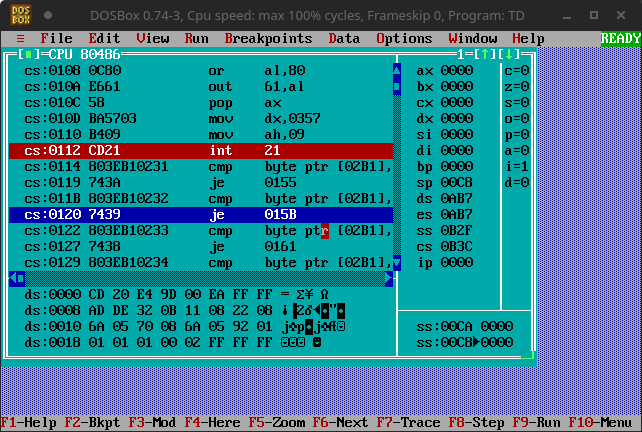 DOSBox 0.74-3, Cpu speed: max 100% cycles, Frameskip 0, Program: TD
≡ File Edit View Run Breakpoints Data Options Window Help READY
[■]=CPU 80486 1=[↑][↓]
cs:0108 0C80 or al,80 ax 0000 c=0
cs:010A E661 out 61,al bx 0000 z=0
cs:010C 58 pop ax cx 0000 s=0
cs:010D BA5703 mov dx,0357 dx 0000 o=0
cs:0110 B409 mov ah,09 si 0000 p=0
cs:0112 CD21 int 21 di 0000 a=0
cs:0114 803EB10231 cmp byte ptr [02B1], bp 0000 i=1
cs:0119 743A je 0155 sp 00C8 d=0
cs:011B 803EB10232 cmp byte ptr [02B1], ds 0AB7
cs:0120 7439 je 015B es 0AB7
cs:0122 803EB10233 cmp byte ptr [02B1], ss 0B2F
cs:0127 7438 je 0161 cs 0B3C
cs:0129 803EB10234 cmp byte ptr [02B1], ip 0000
ds:0000 CD 20 E4 9D 00 EA FF FF = Σ¥ Ω
ds:0008 AD DE 32 0B 11 08 22 08
ds:0010 6A 05 70 08 6A 05 92 01 ss:00CA 0000
ds:0018 01 01 01 00 02 FF FF FF ss:00C8►0000
F1-Help F2-Bkpt F3-Mod F4-Here F5-Zoom F6-Next F7-Trace F8-Step F9-Run F10-Menu